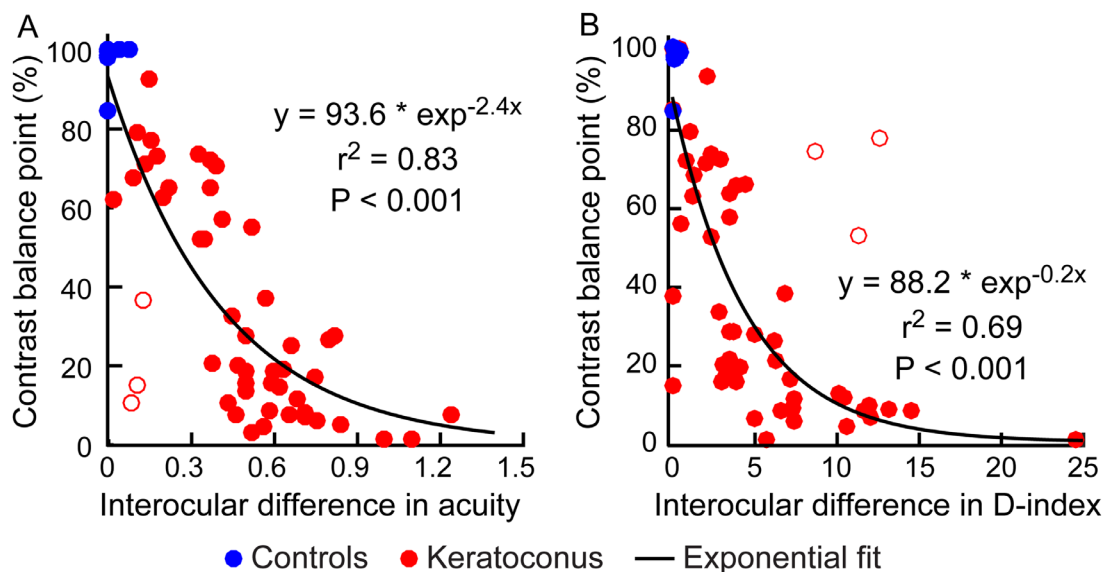 A
Contrast balance point (%)
100
80
60
40
20
0
y = 93.6 * exp-2.4x
r2 = 0.83
P < 0.001
0 0.3 0.6 0.9 1.2 1.5
Interocular difference in acuity
B
Contrast balance point (%)
100
80
60
40
20
0
y = 88.2 * exp-0.2x
r2 = 0.69
P < 0.001
0 5 10 15 20 25
Interocular difference in D-index
Controls Keratoconus Exponential fit